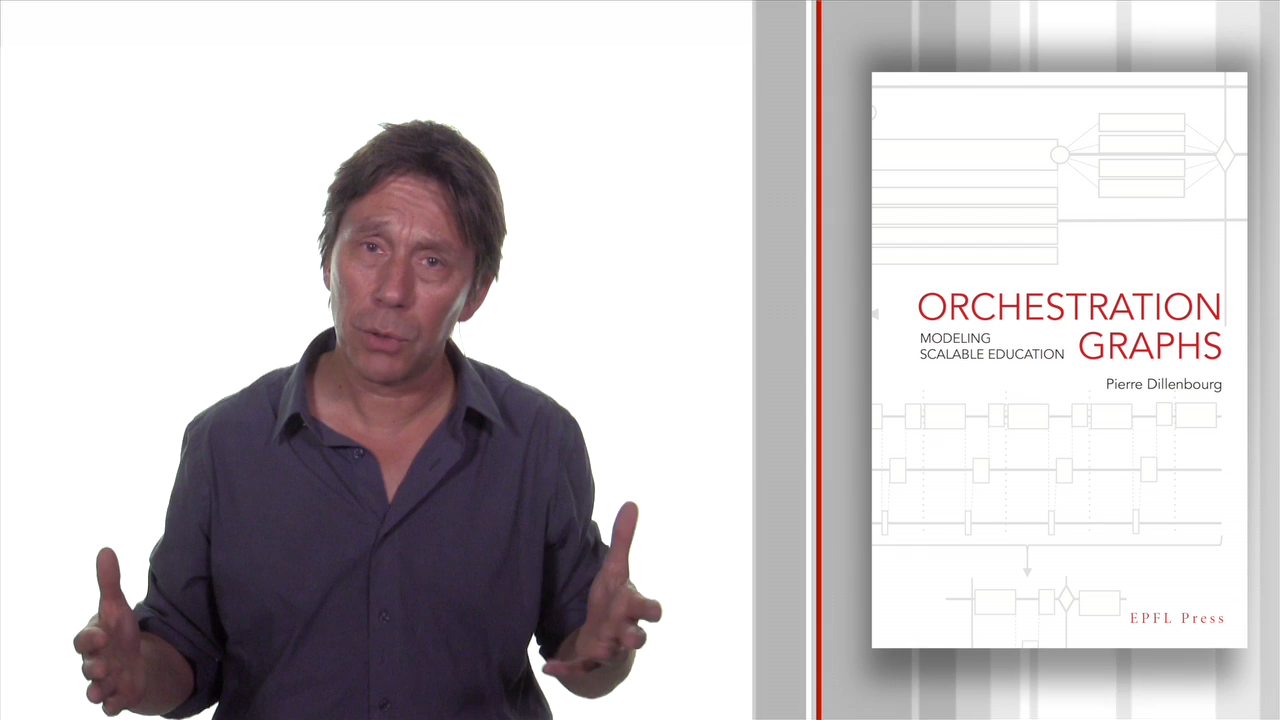 ORCHESTRATION
MODELING
SCALABLE EDUCATION
GRAPHS
Pierre Dillenbourg
EPFL Press